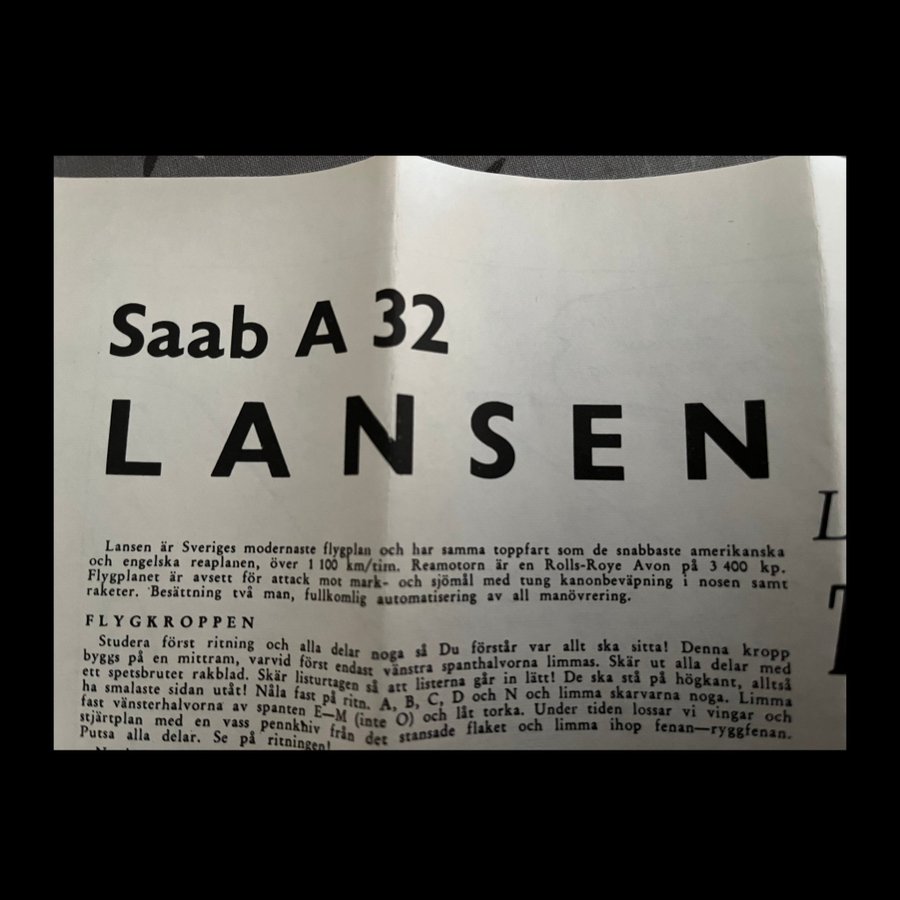 Saab A 32
LANSEN
Lansen är Sveriges modernaste flygplan och har samma toppfart som de snabbaste amerikanska
och engelska reaplanen, över 1 100 km/tim. Reamotorn är en Rolls-Roye Avon på 3 400 kp.
Flygplanet är avsett för attack mot mark- och sjömål med tung kanonbeväpning i nosen samt
raketer. Besättning två man, fullkomlig automatisering av all manövrering.
FLYGKROPPEN
Studera först ritning och alla delar noga så Du förstår var allt ska sitta! Denna kropp
byggs på en mittram, varvid först endast vänstra spanthalvorna limmas. Skär ut alla delar med
ett spetsbrutet rakblad. Skär listurtagen så att listerna går in lätt! De ska stå på högkant, alltså
ha smalaste sidan utåt! Nåla fast på ritn. A, B, C, D och N och limma skarvarna noga. Limma
fast vänsterhalvorna av spanten E—M (inte O) och låt torka. Under tiden lossar vi vingar och
stjärtplan med en vass pennkniv från det stansade flaket och limma ihop fenan—ryggfenan.
Putsa alla delar. Se på ritningen!
L